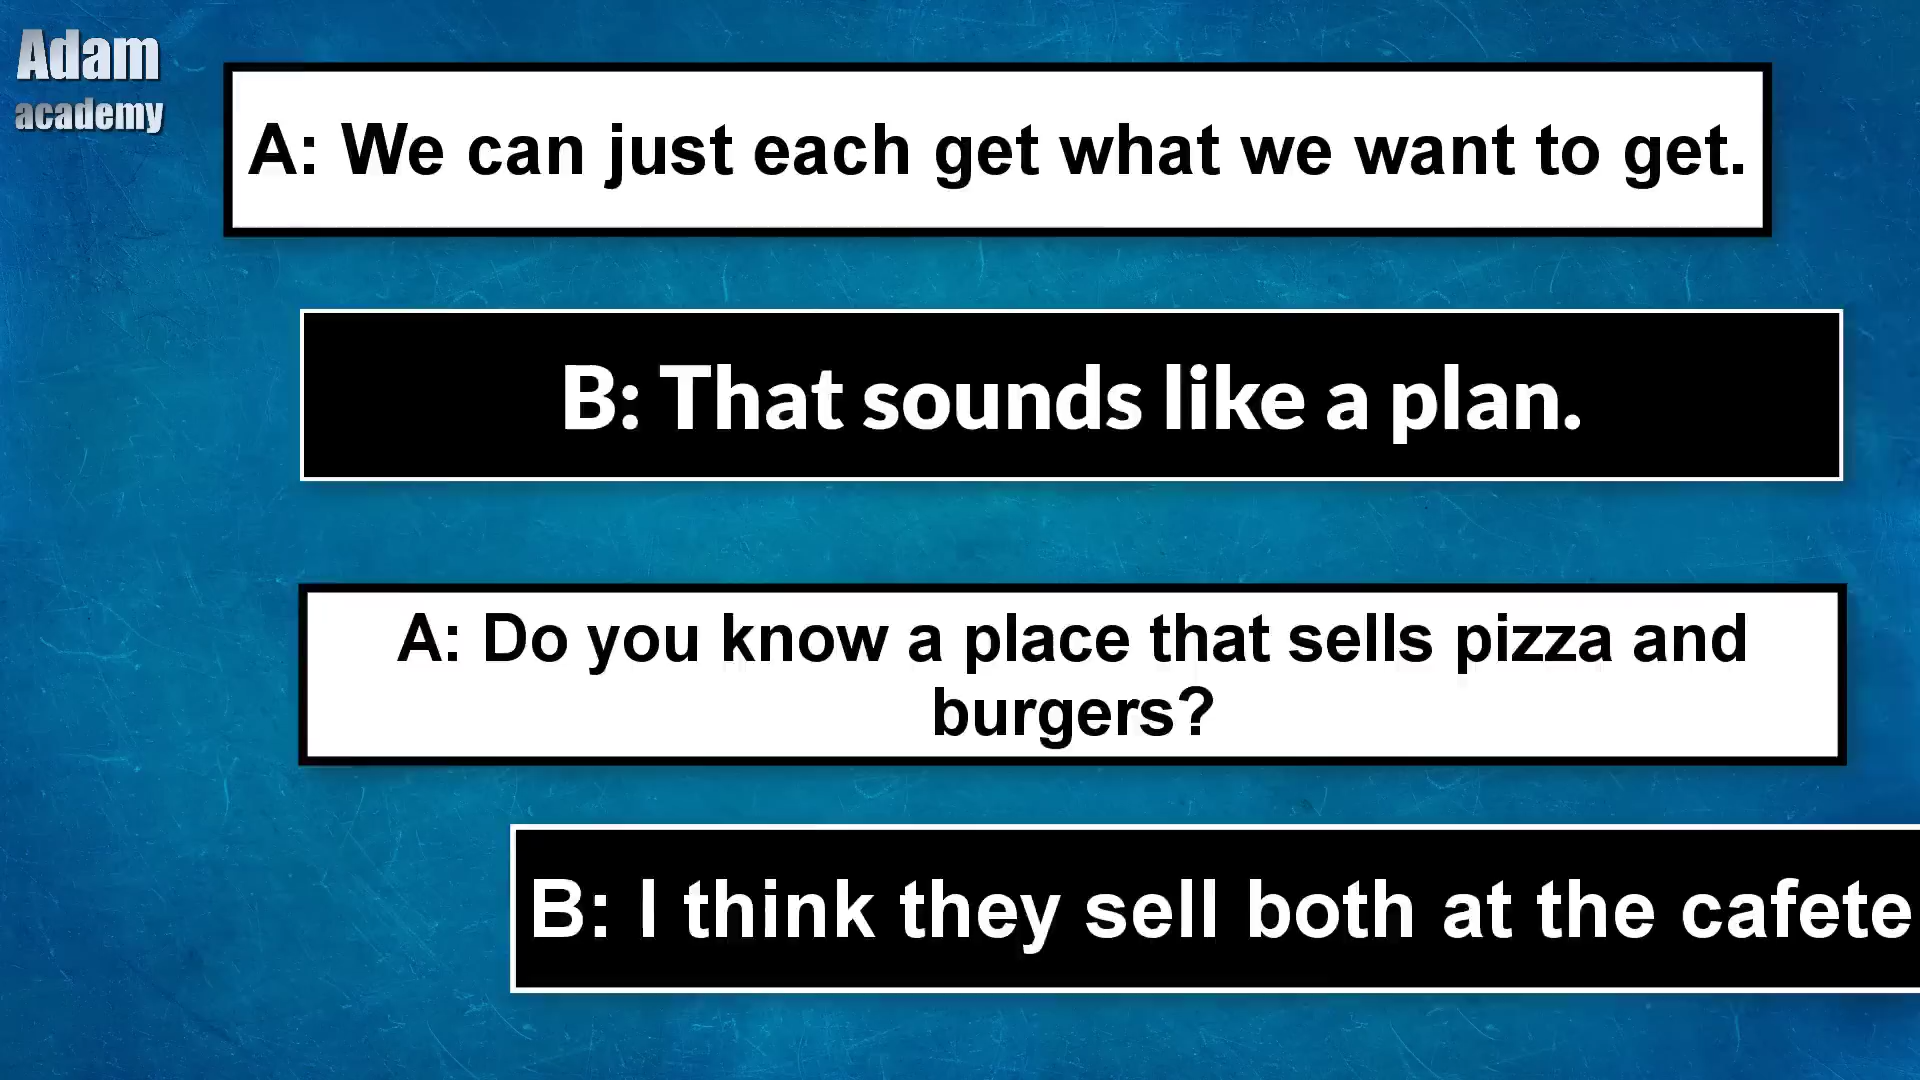 Adam
academy
A: We can just each get what we want to get.
B: That sounds like a plan.
A: Do you know a place that sells pizza and
burgers?
B: I think they sell both at the cafete